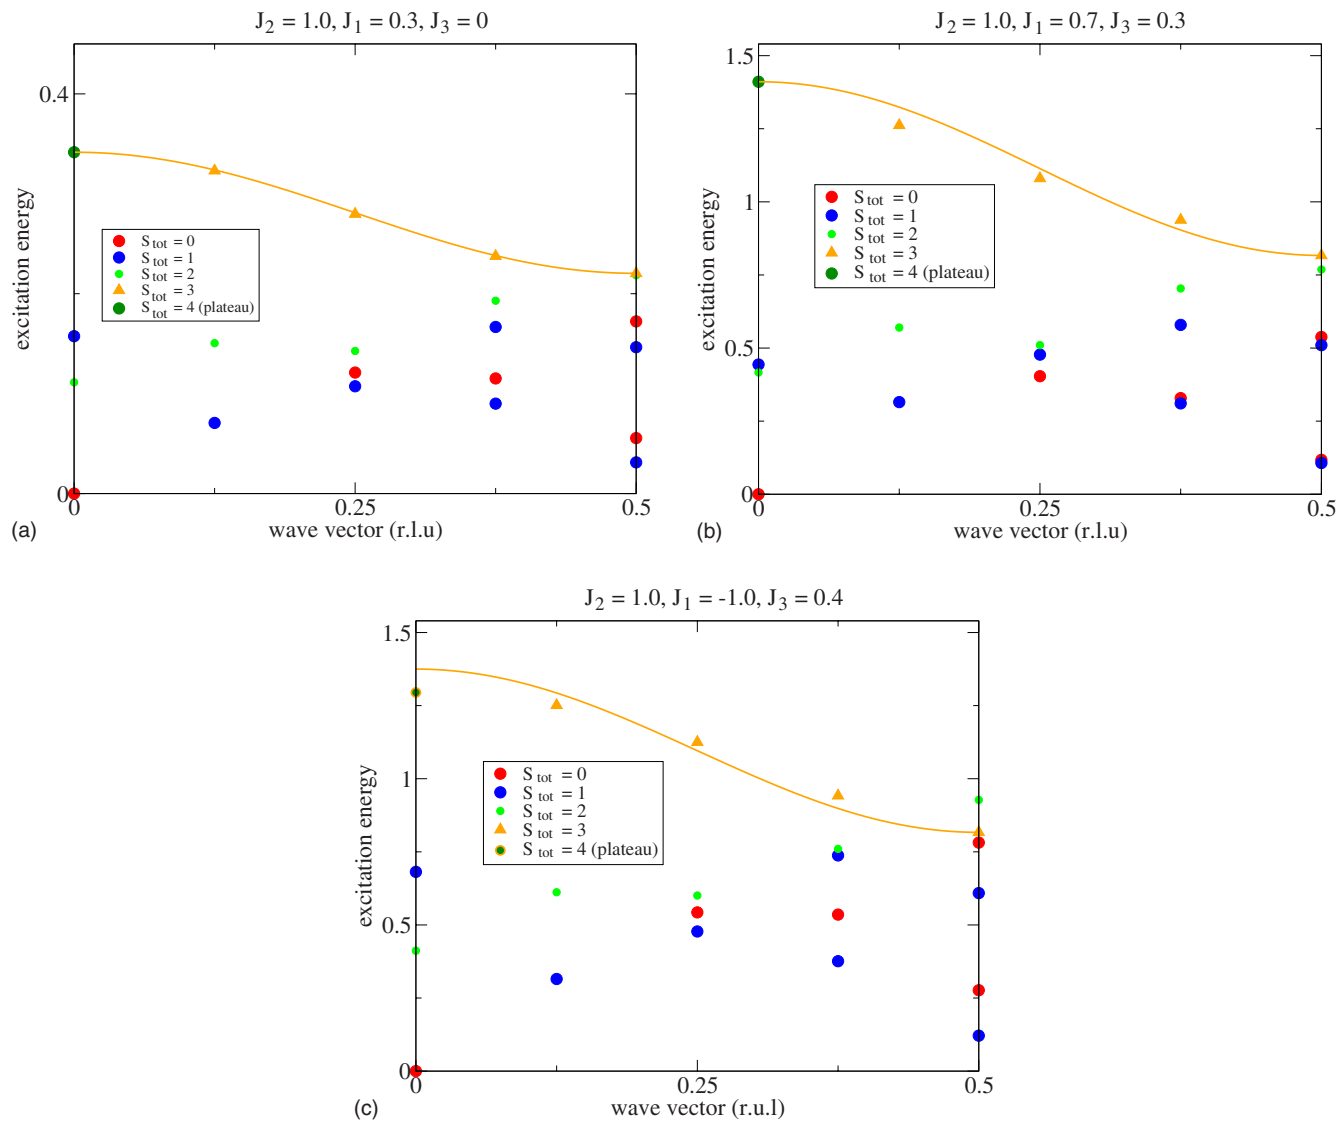 J2 = 1.0, J1 = 0.3, J3 = 0
0.4
0
0
0.25
0.5
excitation energy
wave vector (r.l.u)
S tot = 0
S tot = 1
S tot = 2
S tot = 3
S tot = 4 (plateau)
(a)
J2 = 1.0, J1 = 0.7, J3 = 0.3
1.5
1
0.5
0
0
0.25
0.5
excitation energy
wave vector (r.l.u)
S tot = 0
S tot = 1
S tot = 2
S tot = 3
S tot = 4 (plateau)
(b)
J2 = 1.0, J1 = -1.0, J3 = 0.4
1.5
1
0.5
0
0
0.25
0.5
excitation energy
wave vector (r.u.l)
S tot = 0
S tot = 1
S tot = 2
S tot = 3
S tot = 4 (plateau)
(c)